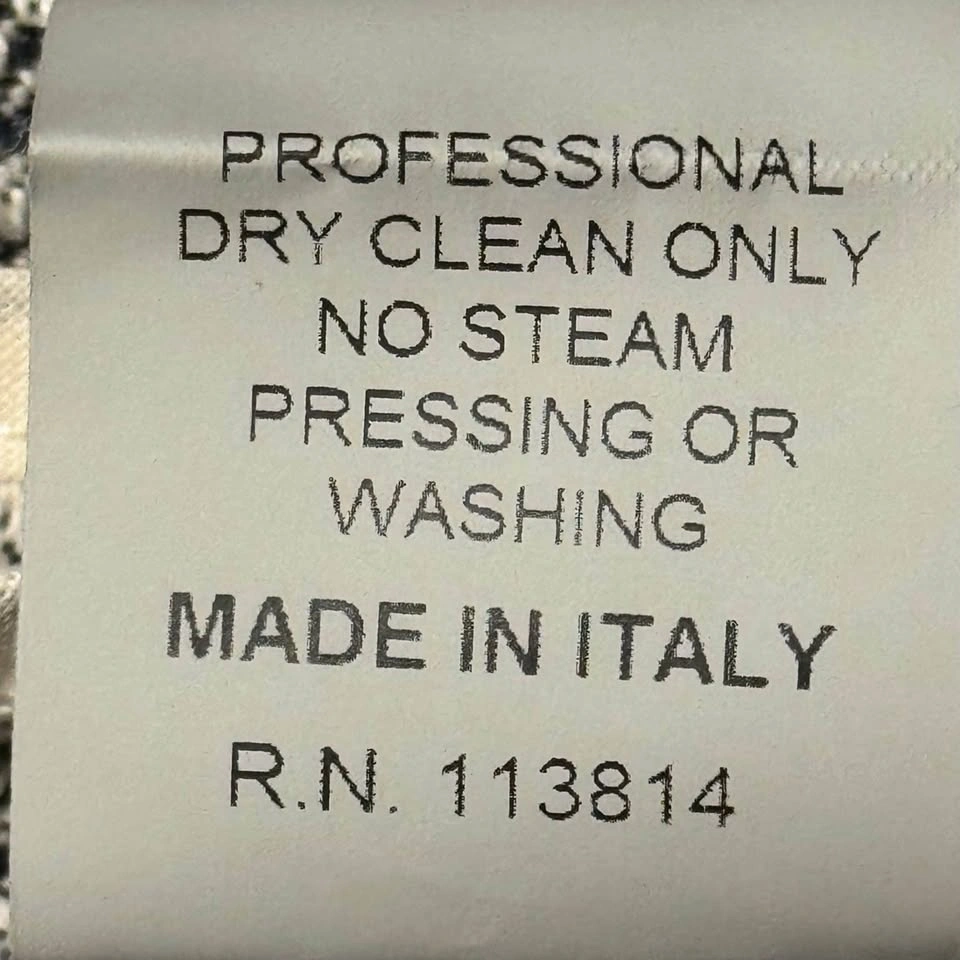 PROFESSIONAL
DRY CLEAN ONLY
NO STEAM
PRESSING OR
WASHING
MADE IN ITALY
R.N. 113814